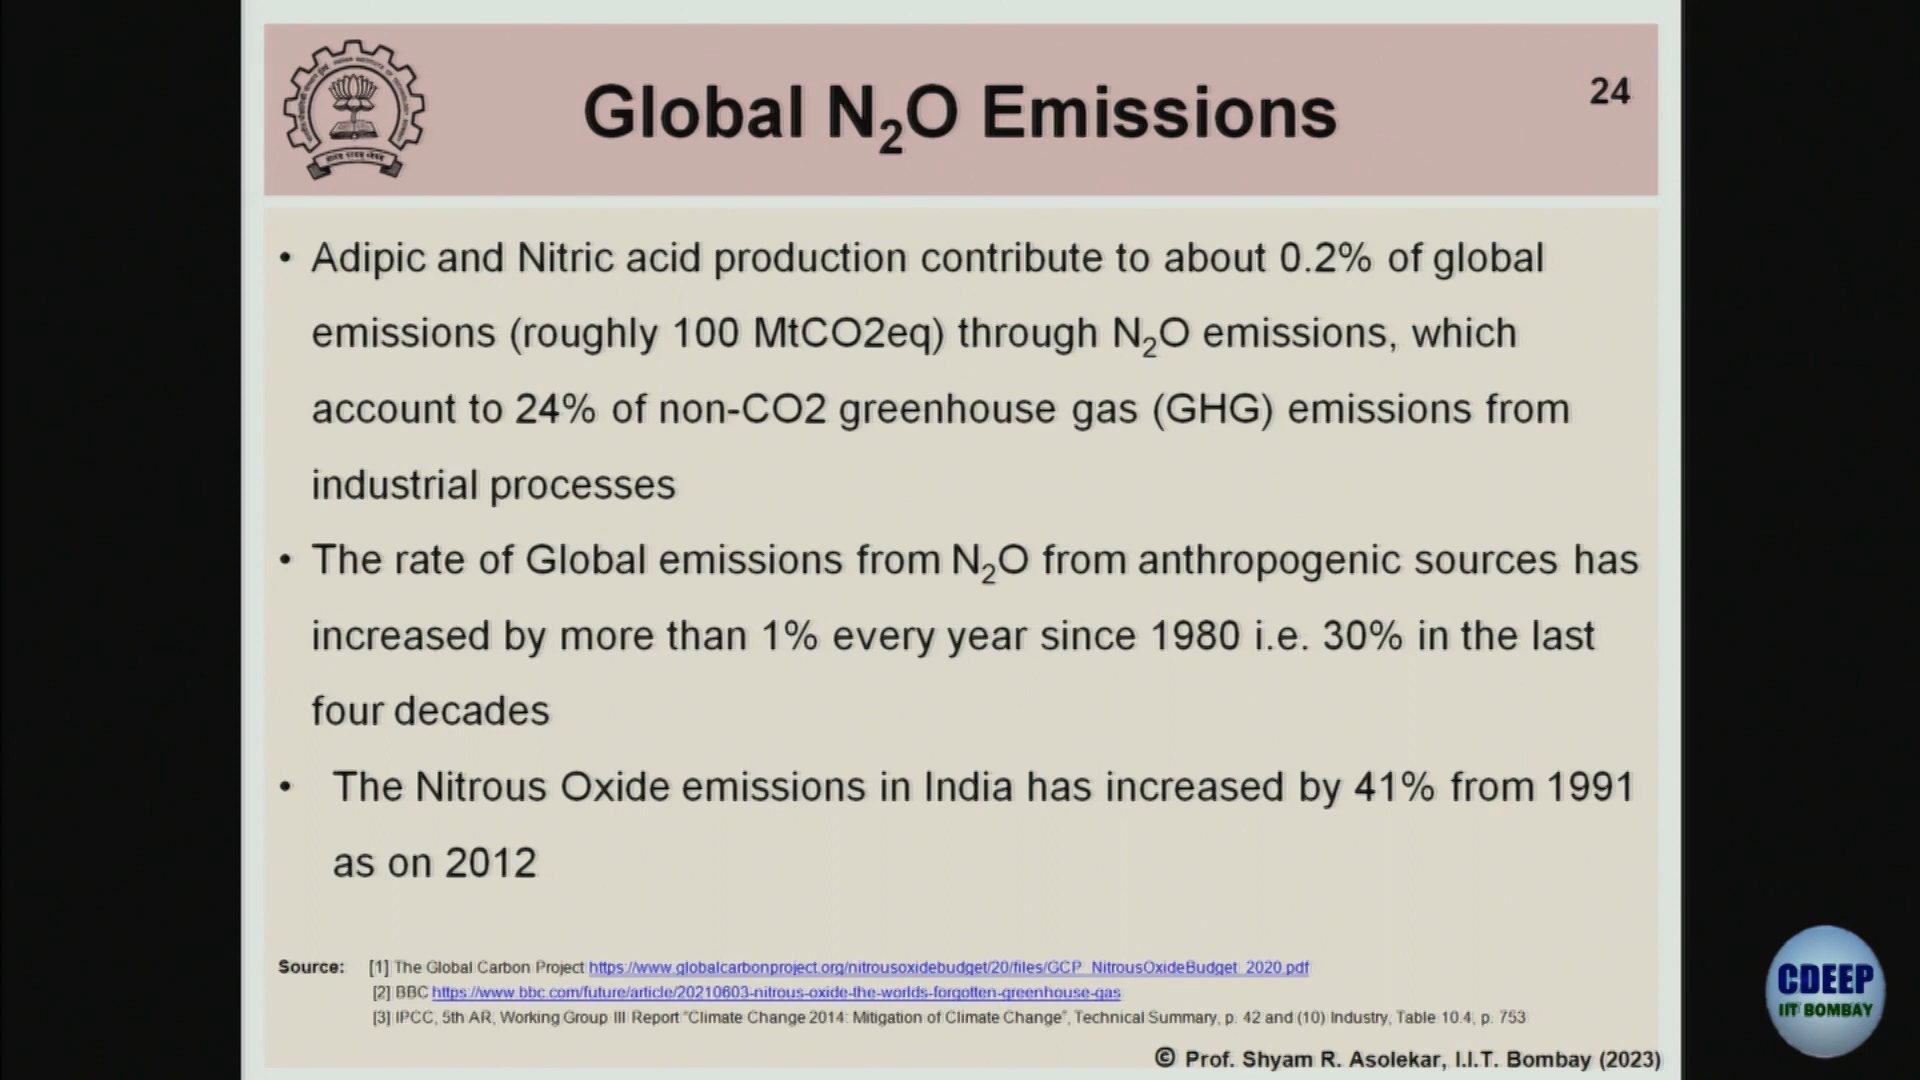 Global N₂O Emissions
24
• Adipic and Nitric acid production contribute to about 0.2% of global
emissions (roughly 100 MtCO2eq) through N₂O emissions, which
account to 24% of non-CO2 greenhouse gas (GHG) emissions from
industrial processes
• The rate of Global emissions from N₂O from anthropogenic sources has
increased by more than 1% every year since 1980 i.e. 30% in the last
four decades
• The Nitrous Oxide emissions in India has increased by 41% from 1991
as on 2012
Source: [1] The Global Carbon Project https://www.globalcarbonproject.org/nitrousoxidebudget/20/files/GCP_NitrousOxideBudget_2020.pdf
[2] BBC https://www.bbc.com/future/article/20210603-nitrous-oxide-the-worlds-forgotten-greenhouse-gas
[3] IPCC, 5th AR, Working Group III Report "Climate Change 2014: Mitigation of Climate Change", Technical Summary, p. 42 and (10) Industry, Table 10.4, p. 753
© Prof. Shyam R. Asolekar, I.I.T. Bombay (2023)
CDEEP
IIT BOMBAY